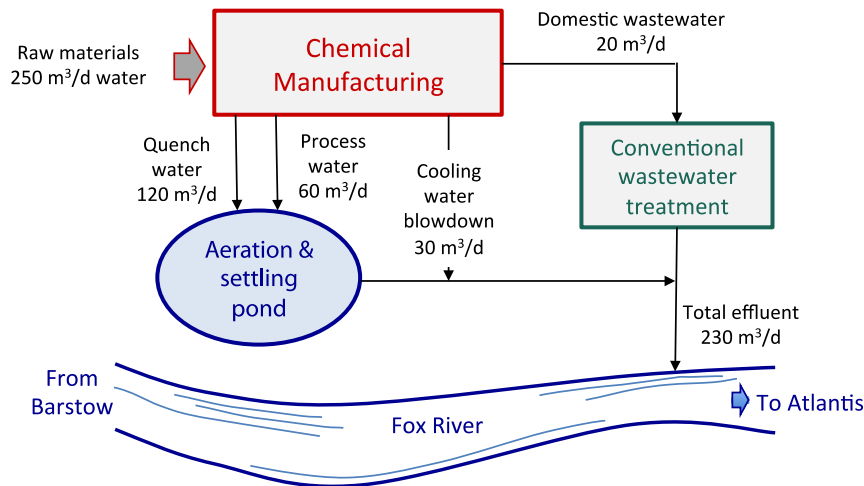 Raw materials
250 m³/d water
Chemical
Manufacturing
Domestic wastewater
20 m³/d
Quench
water
120 m³/d
Process
water
60 m³/d
Cooling
water
blowdown
30 m³/d
Conventional
wastewater
treatment
Aeration &
settling
pond
Total effluent
230 m³/d
From
Barstow
Fox River
To Atlantis